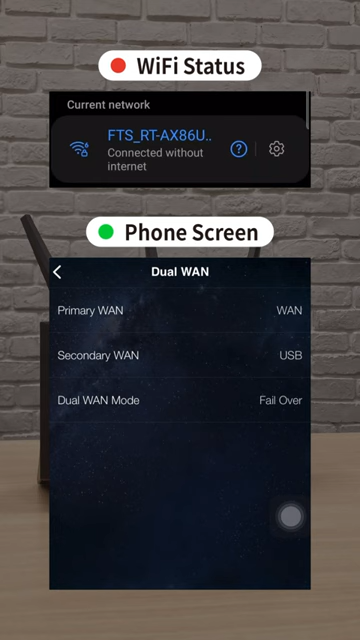 WiFi Status
Current network
FTS_RT-AX86U..
Connected without
internet
?
Phone Screen
Dual WAN
Primary WAN WAN
Secondary WAN USB
Dual WAN Mode Fail Over